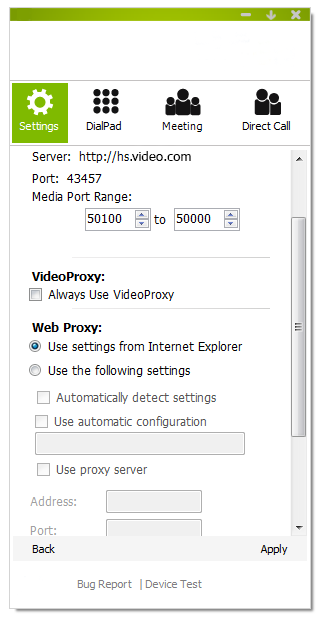 Settings DialPad Meeting Direct Call
Server: http://hs.video.com
Port: 43457
Media Port Range:
50100 to 50000
VideoProxy:
Always Use VideoProxy
Web Proxy:
Use settings from Internet Explorer
Use the following settings
Automatically detect settings
Use automatic configuration
Use proxy server
Address:
Port:
Back Apply
Bug Report | Device Test